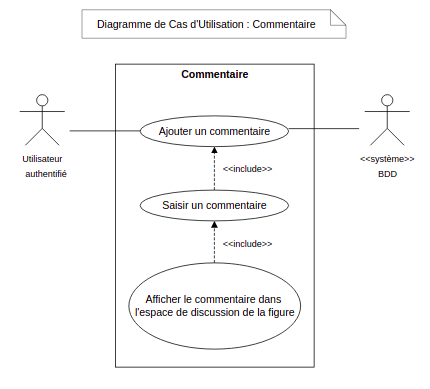 Diagramme de Cas d'Utilisation : Commentaire
Commentaire
Ajouter un commentaire
Utilisateur
authentifié
<<système>>
BDD
<<include>>
Saisir un commentaire
<<include>>
Afficher le commentaire dans
l'espace de discussion de la figure